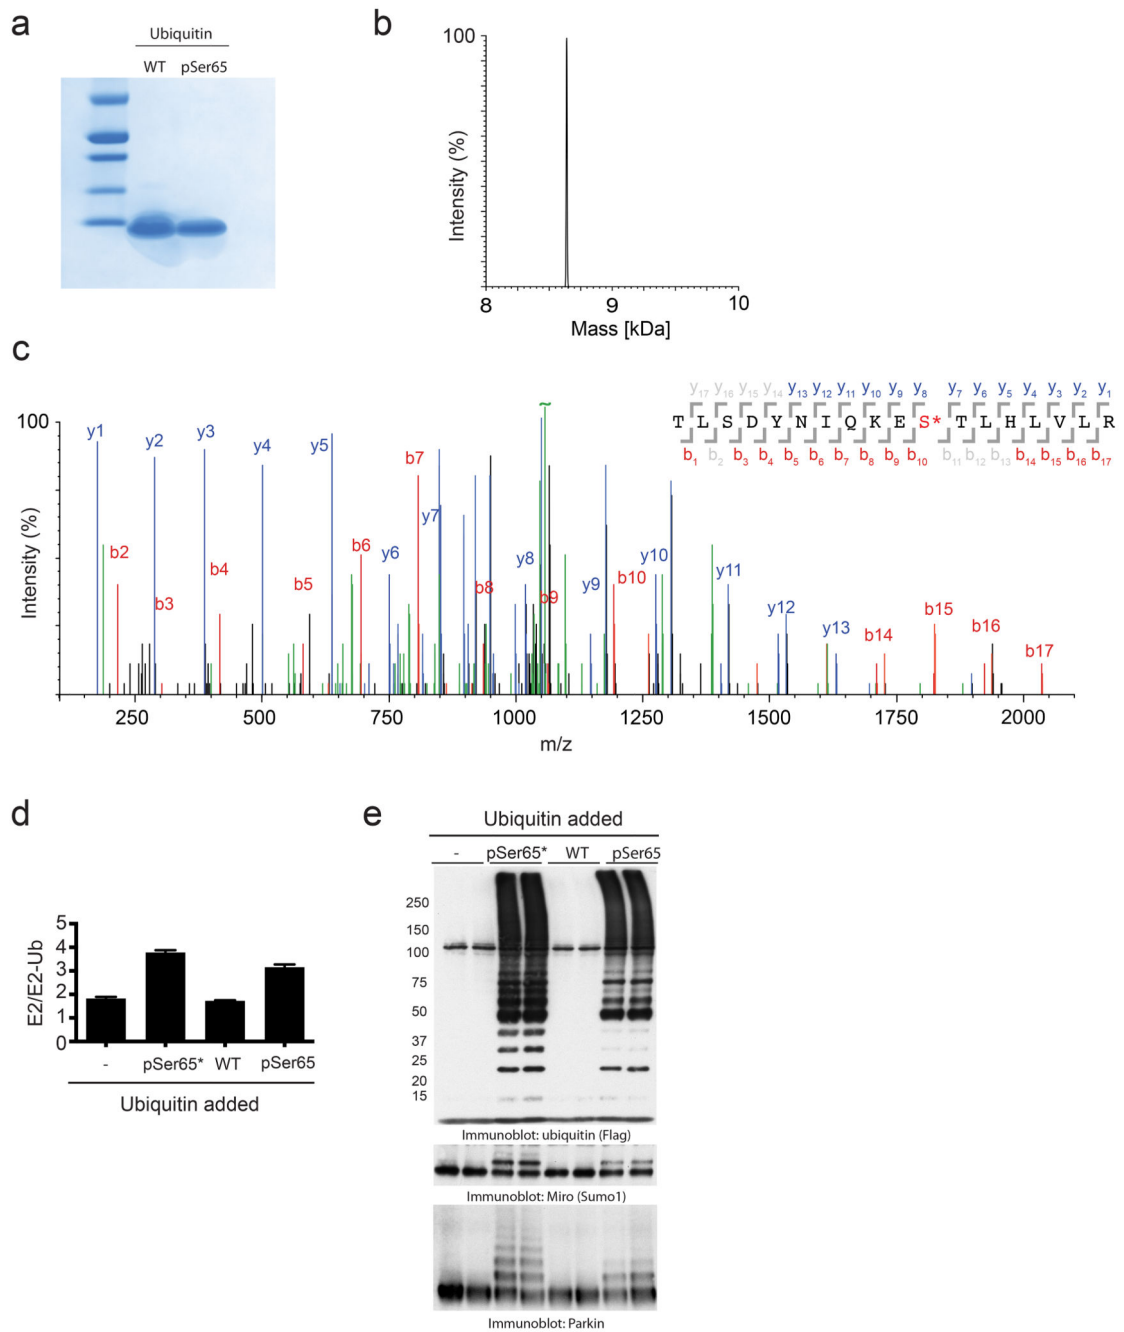 a
Ubiquitin
WT pSer65
b
100
Intensity (%)
8 9 10
Mass [kDa]
c
y17 y16 y15 y14 y13 y12 y11 y10 y9 y8 y7 y6 y5 y4 y3 y2 y1
T L S D Y N I Q K E S* T L H L V L R
b1 b2 b3 b4 b5 b6 b7 b8 b9 b10 b11 b12 b13 b14 b15 b16 b17
100
Intensity (%)
~
y1 y2 y3 y4 y5 y6 y7 y8 y9 y10 y11 y12 y13
b2 b3 b4 b5 b6 b7 b8 b9 b10 b14 b15 b16 b17
250 500 750 1000 1250 1500 1750 2000
m/z
d
E2/E2-Ub
5
4
3
2
1
0
- pSer65* WT pSer65
Ubiquitin added
e
Ubiquitin added
- pSer65* WT pSer65
250
150
100
75
50
37
25
20
15
Immunoblot: ubiquitin (Flag)
Immunoblot: Miro (Sumo1)
Immunoblot: Parkin